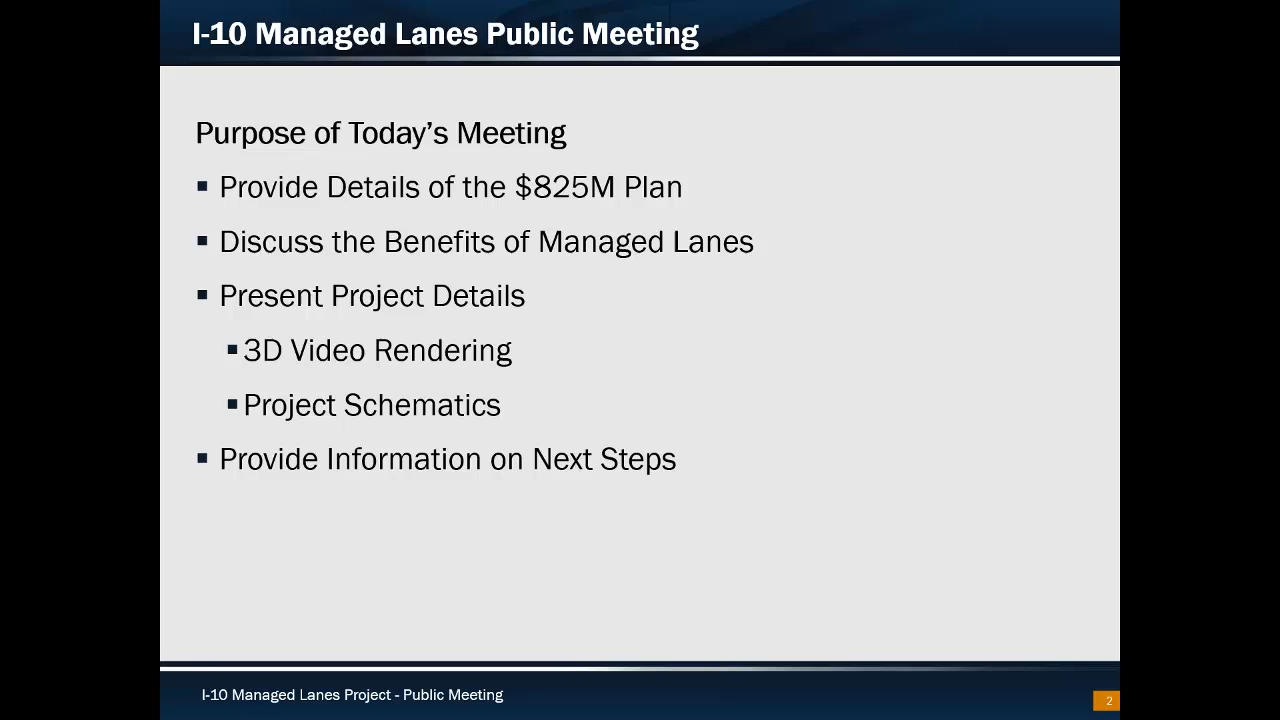 I-10 Managed Lanes Public Meeting
Purpose of Today's Meeting
▪ Provide Details of the $825M Plan
▪ Discuss the Benefits of Managed Lanes
▪ Present Project Details
▪ 3D Video Rendering
▪ Project Schematics
▪ Provide Information on Next Steps
I-10 Managed Lanes Project - Public Meeting
2